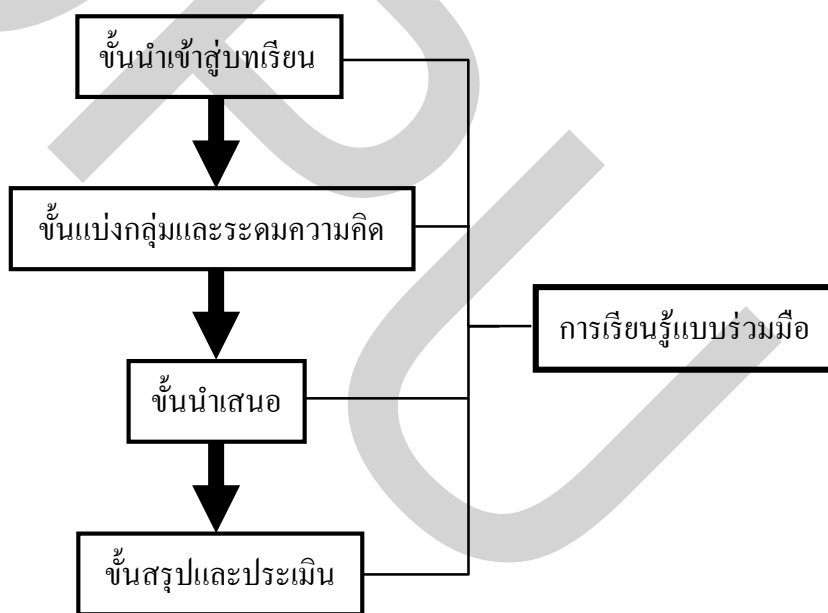 ขั้นนำเข้าสู่บทเรียน
ขั้นแบ่งกลุ่มและระดมความคิด
การเรียนรู้แบบร่วมมือ
ขั้นนำเสนอ
ขั้นสรุปและประเมิน